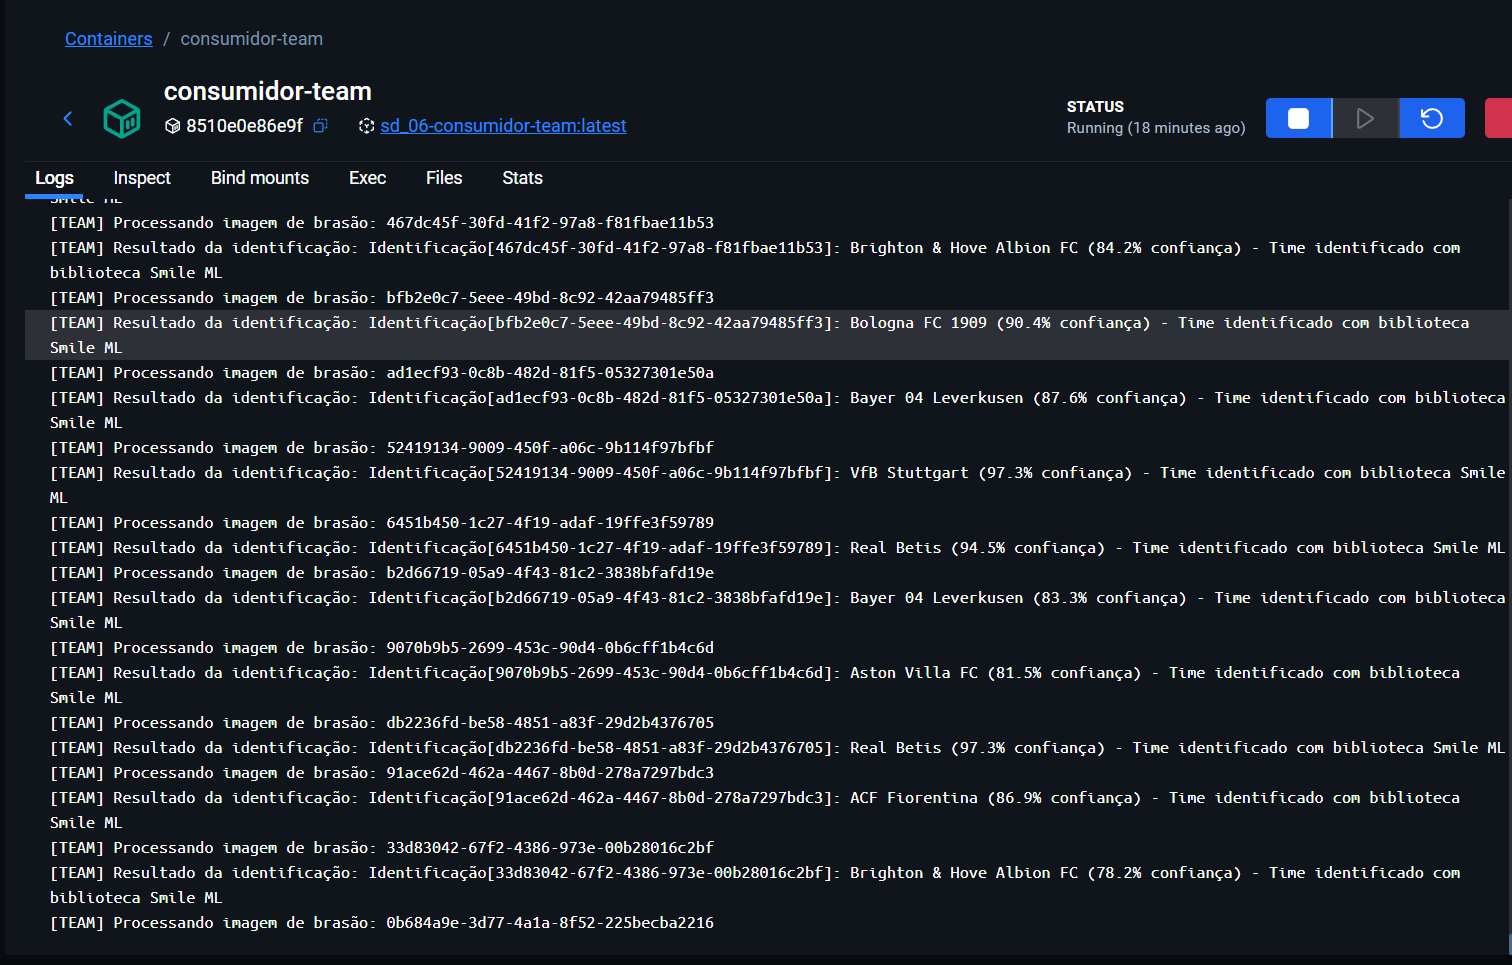 Containers / consumidor-team
consumidor-team
8510e0e86e9f sd_06-consumidor-team:latest
STATUS
Running (18 minutes ago)
Logs Inspect Bind mounts Exec Files Stats
Smile ML
[TEAM] Processando imagem de brasão: 467dc45f-30fd-41f2-97a8-f81fbae11b53
[TEAM] Resultado da identificação: Identificação[467dc45f-30fd-41f2-97a8-f81fbae11b53]: Brighton & Hove Albion FC (84.2% confiança) - Time identificado com
biblioteca Smile ML
[TEAM] Processando imagem de brasão: bfb2e0c7-5eee-49bd-8c92-42aa79485ff3
[TEAM] Resultado da identificação: Identificação[bfb2e0c7-5eee-49bd-8c92-42aa79485ff3]: Bologna FC 1909 (90.4% confiança) - Time identificado com biblioteca
Smile ML
[TEAM] Processando imagem de brasão: ad1ecf93-0c8b-482d-81f5-05327301e50a
[TEAM] Resultado da identificação: Identificação[ad1ecf93-0c8b-482d-81f5-05327301e50a]: Bayer 04 Leverkusen (87.6% confiança) - Time identificado com biblioteca
Smile ML
[TEAM] Processando imagem de brasão: 52419134-9009-450f-a06c-9b114f97bfbf
[TEAM] Resultado da identificação: Identificação[52419134-9009-450f-a06c-9b114f97bfbf]: VfB Stuttgart (97.3% confiança) - Time identificado com biblioteca Smile
ML
[TEAM] Processando imagem de brasão: 6451b450-1c27-4f19-adaf-19ffe3f59789
[TEAM] Resultado da identificação: Identificação[6451b450-1c27-4f19-adaf-19ffe3f59789]: Real Betis (94.5% confiança) - Time identificado com biblioteca Smile ML
[TEAM] Processando imagem de brasão: b2d66719-05a9-4f43-81c2-3838bfafd19e
[TEAM] Resultado da identificação: Identificação[b2d66719-05a9-4f43-81c2-3838bfafd19e]: Bayer 04 Leverkusen (83.3% confiança) - Time identificado com biblioteca
Smile ML
[TEAM] Processando imagem de brasão: 9070b9b5-2699-453c-90d4-0b6cff1b4c6d
[TEAM] Resultado da identificação: Identificação[9070b9b5-2699-453c-90d4-0b6cff1b4c6d]: Aston Villa FC (81.5% confiança) - Time identificado com biblioteca
Smile ML
[TEAM] Processando imagem de brasão: db2236fd-be58-4851-a83f-29d2b4376705
[TEAM] Resultado da identificação: Identificação[db2236fd-be58-4851-a83f-29d2b4376705]: Real Betis (97.3% confiança) - Time identificado com biblioteca Smile ML
[TEAM] Processando imagem de brasão: 91ace62d-462a-4467-8b0d-278a7297bdc3
[TEAM] Resultado da identificação: Identificação[91ace62d-462a-4467-8b0d-278a7297bdc3]: ACF Fiorentina (86.9% confiança) - Time identificado com biblioteca
Smile ML
[TEAM] Processando imagem de brasão: 33d83042-67f2-4386-973e-00b28016c2bf
[TEAM] Resultado da identificação: Identificação[33d83042-67f2-4386-973e-00b28016c2bf]: Brighton & Hove Albion FC (78.2% confiança) - Time identificado com
biblioteca Smile ML
[TEAM] Processando imagem de brasão: 0b684a9e-3d77-4a1a-8f52-225becba2216